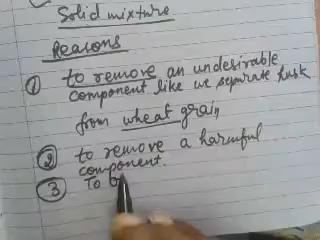 Solid mixture
Reasons
① to remove an undesirable
component like we separate husk
from wheat grain,
② to remove a harmful
component.
③ To